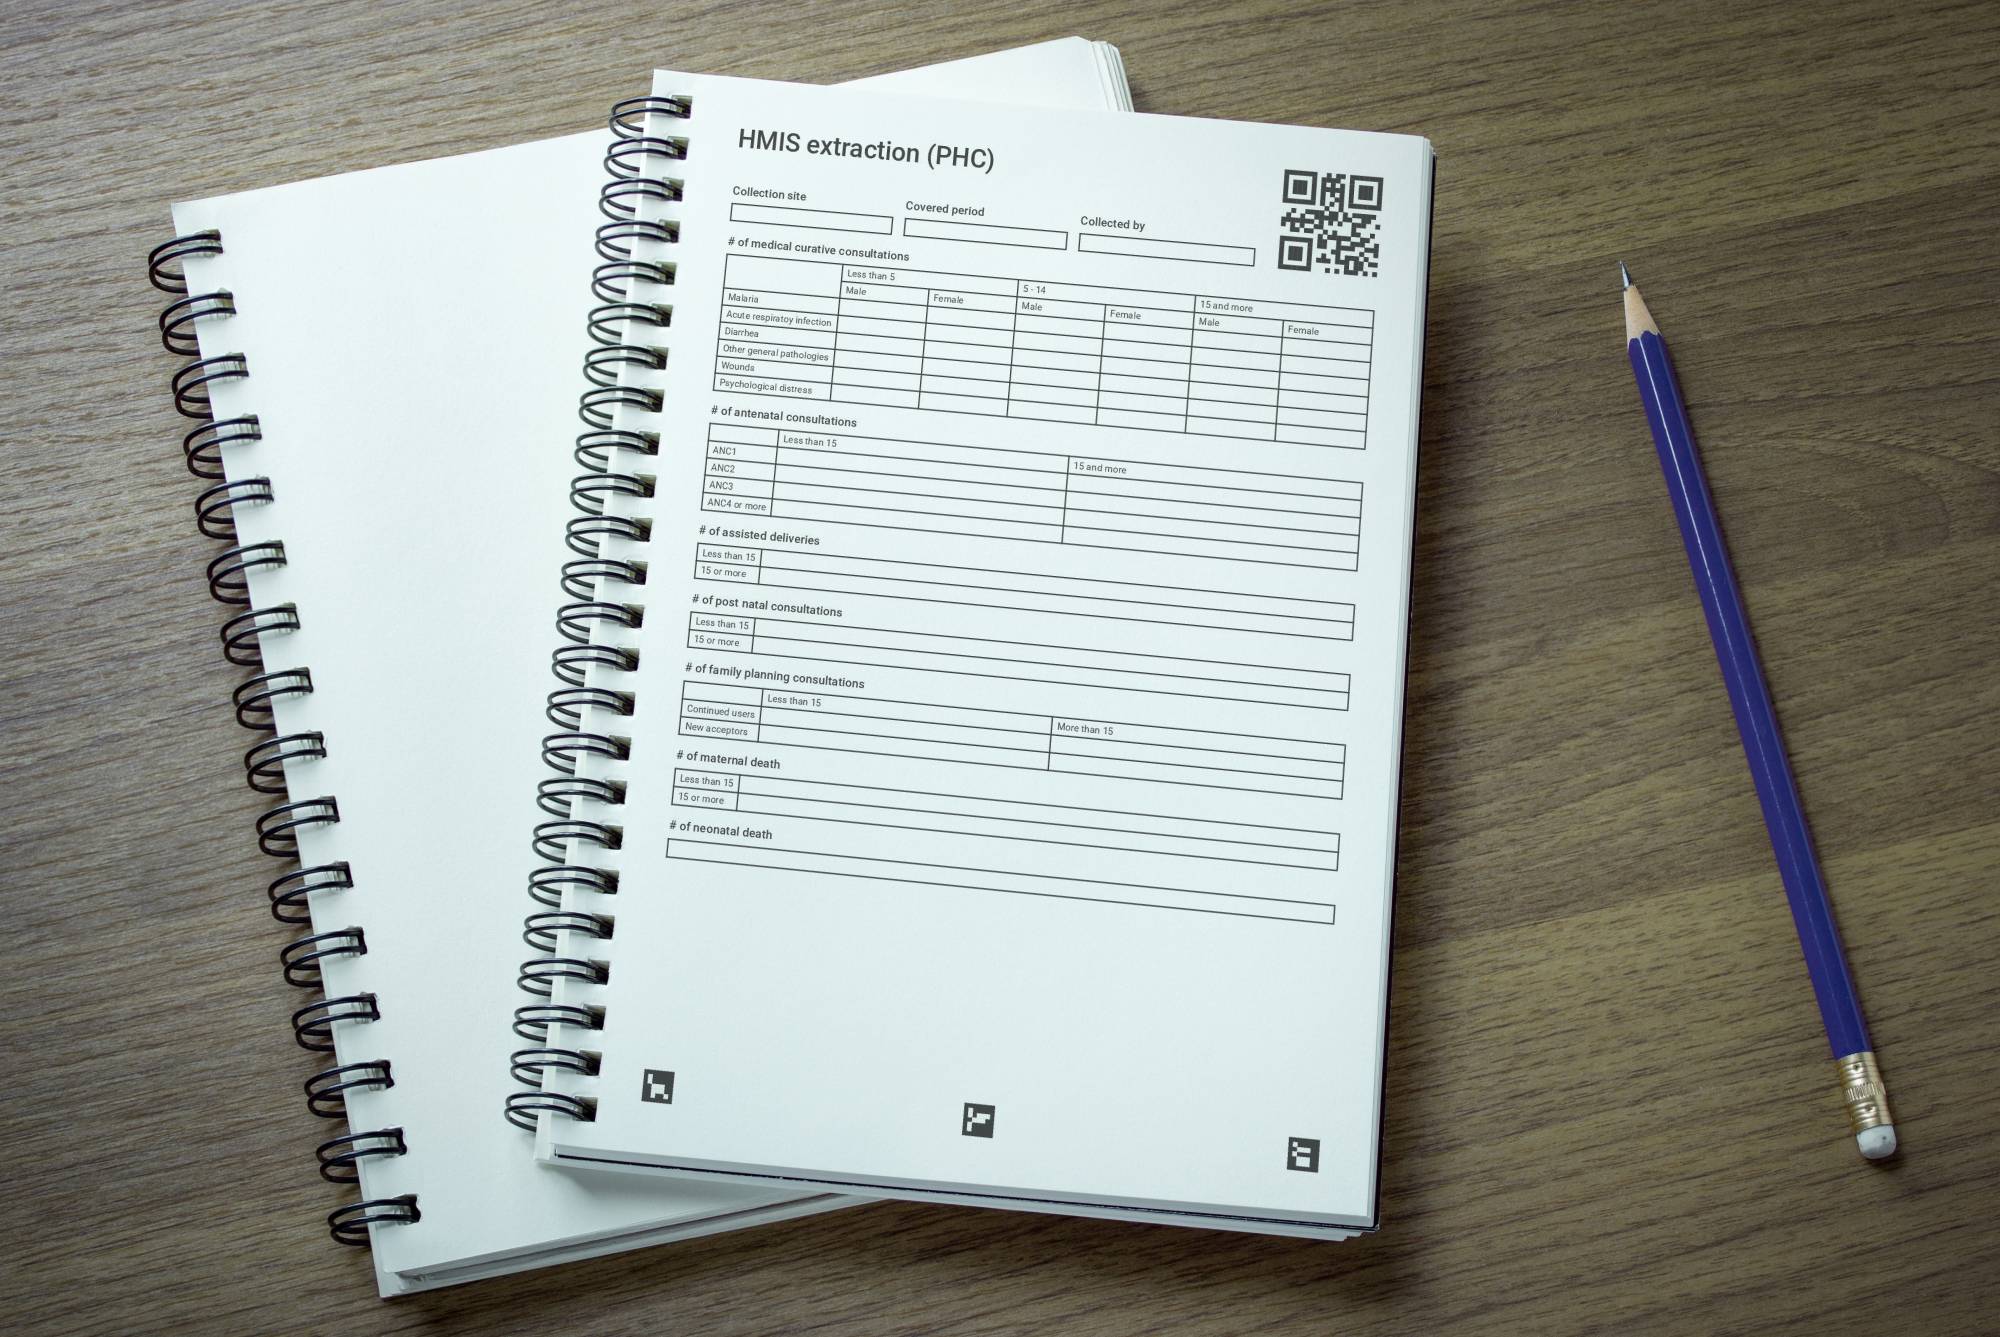 HMIS extraction (PHC)
Collection site
Covered period
Collected by
# of medical curative consultations
Less than 5
5 - 14
15 and more
Male
Female
Male
Female
Male
Female
Malaria
Acute respiratoy infection
Diarrhea
Other general pathologies
Wounds
Psychological distress
# of antenatal consultations
Less than 15
15 and more
ANC1
ANC2
ANC3
ANC4 or more
# of assisted deliveries
Less than 15
15 or more
# of post natal consultations
Less than 15
15 or more
# of family planning consultations
Less than 15
More than 15
Continued users
New acceptors
# of maternal death
Less than 15
15 or more
# of neonatal death